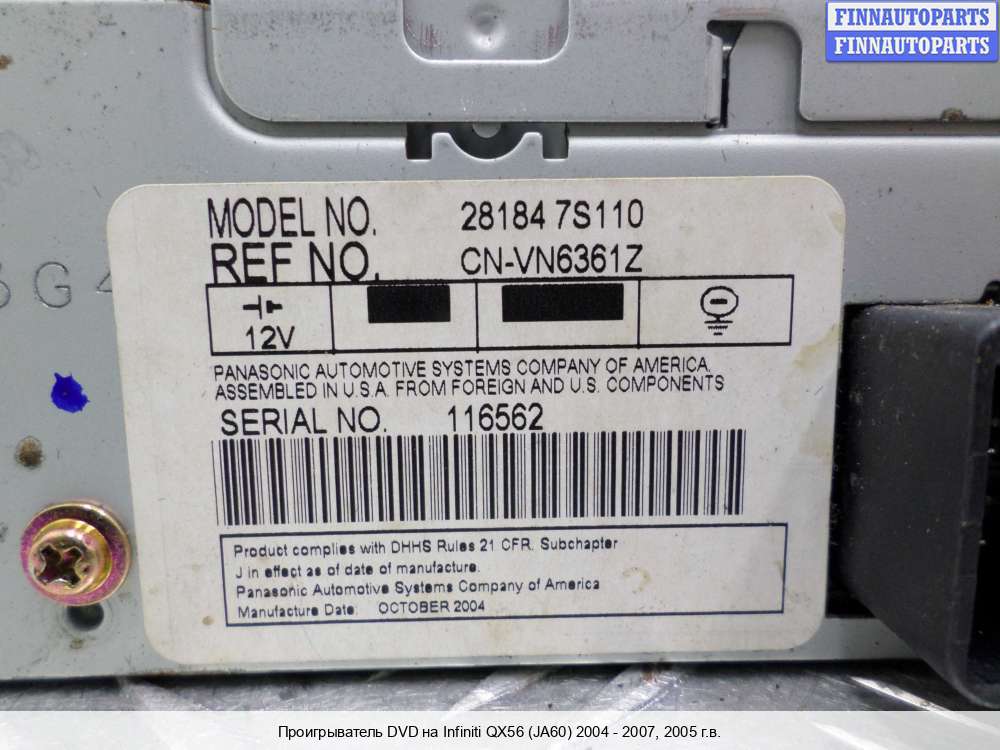 FINNAUTOPARTS
FINNAUTOPARTS
MODEL NO. 28184 7S110
REF NO. CN-VN6361Z
12V
G
PANASONIC AUTOMOTIVE SYSTEMS COMPANY OF AMERICA.
ASSEMBLED IN U.S.A. FROM FOREIGN AND U.S. COMPONENTS
SERIAL NO. 116562
Product complies with DHHS Rules 21 CFR. Subchapter
J in effect as of date of manufacture.
Panasonic Automotive Systems Company of America
Manufacture Date: OCTOBER 2004
Проигрыватель DVD на Infiniti QX56 (JA60) 2004 - 2007, 2005 г.в.